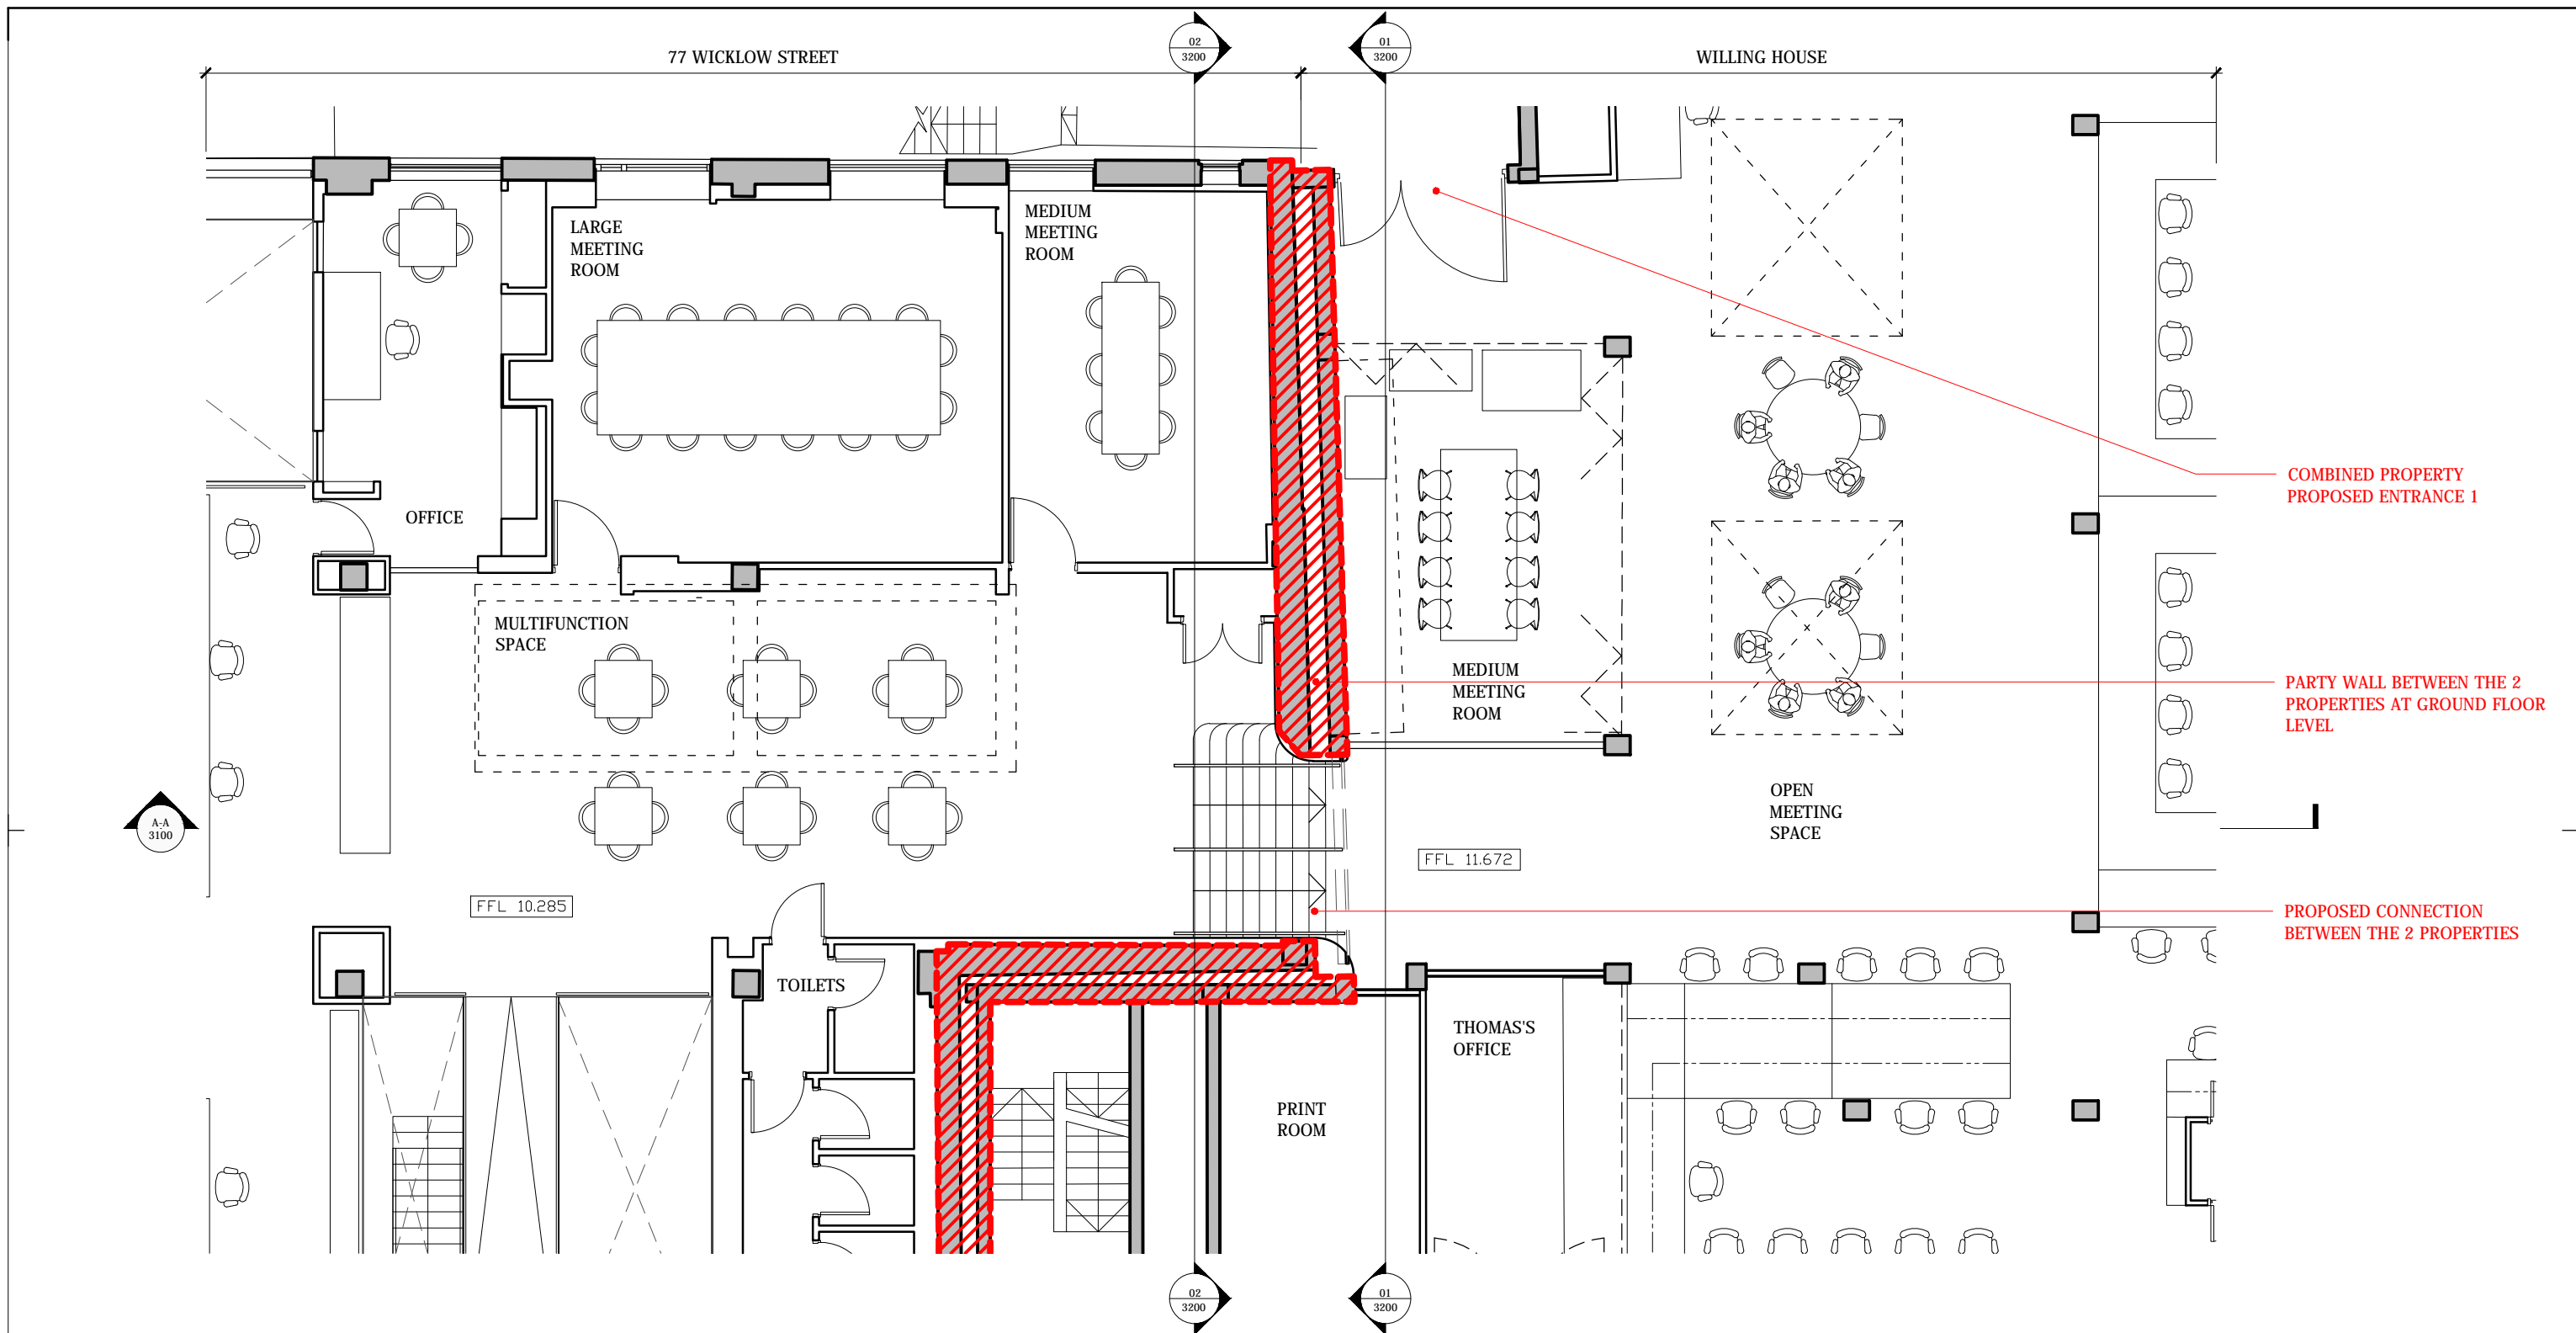 77 WICKLOW STREET
02
3200
01
3200
WILLING HOUSE
LARGE
MEETING
ROOM
MEDIUM
MEETING
ROOM
OFFICE
COMBINED PROPERTY
PROPOSED ENTRANCE 1
MULTIFUNCTION
SPACE
MEDIUM
MEETING
ROOM
PARTY WALL BETWEEN THE 2
PROPERTIES AT GROUND FLOOR
LEVEL
A-A
3100
OPEN
MEETING
SPACE
FFL 11.672
FFL 10.285
PROPOSED CONNECTION
BETWEEN THE 2 PROPERTIES
TOILETS
THOMAS'S
OFFICE
PRINT
ROOM
02
3200
01
3200